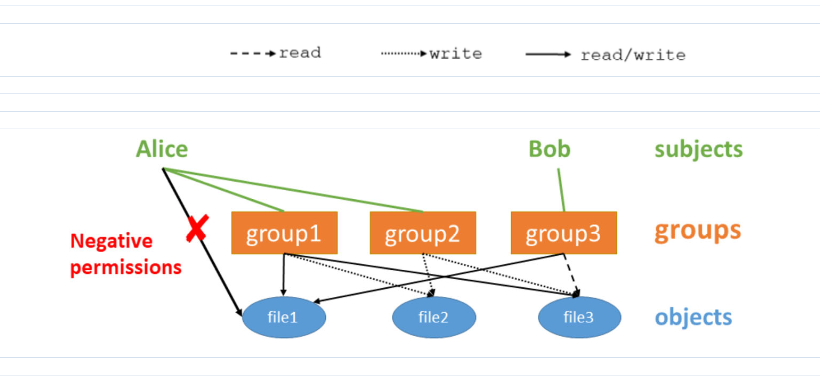 read write read/write
Alice Bob subjects
Negative
permissions
group1 group2 group3 groups
file1 file2 file3 objects